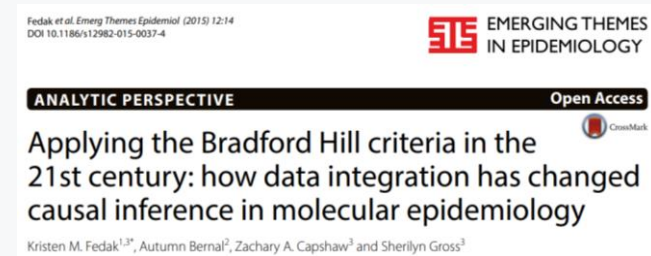 Fedak et al. Emerg Themes Epidemiol (2015) 12:14
DOI 10.1186/s12982-015-0037-4
EMERGING THEMES
IN EPIDEMIOLOGY
ANALYTIC PERSPECTIVE
Open Access
CrossMark
Applying the Bradford Hill criteria in the
21st century: how data integration has changed
causal inference in molecular epidemiology
Kristen M. Fedak1,3*, Autumn Bernal2, Zachary A. Capshaw3 and Sherilyn Gross3